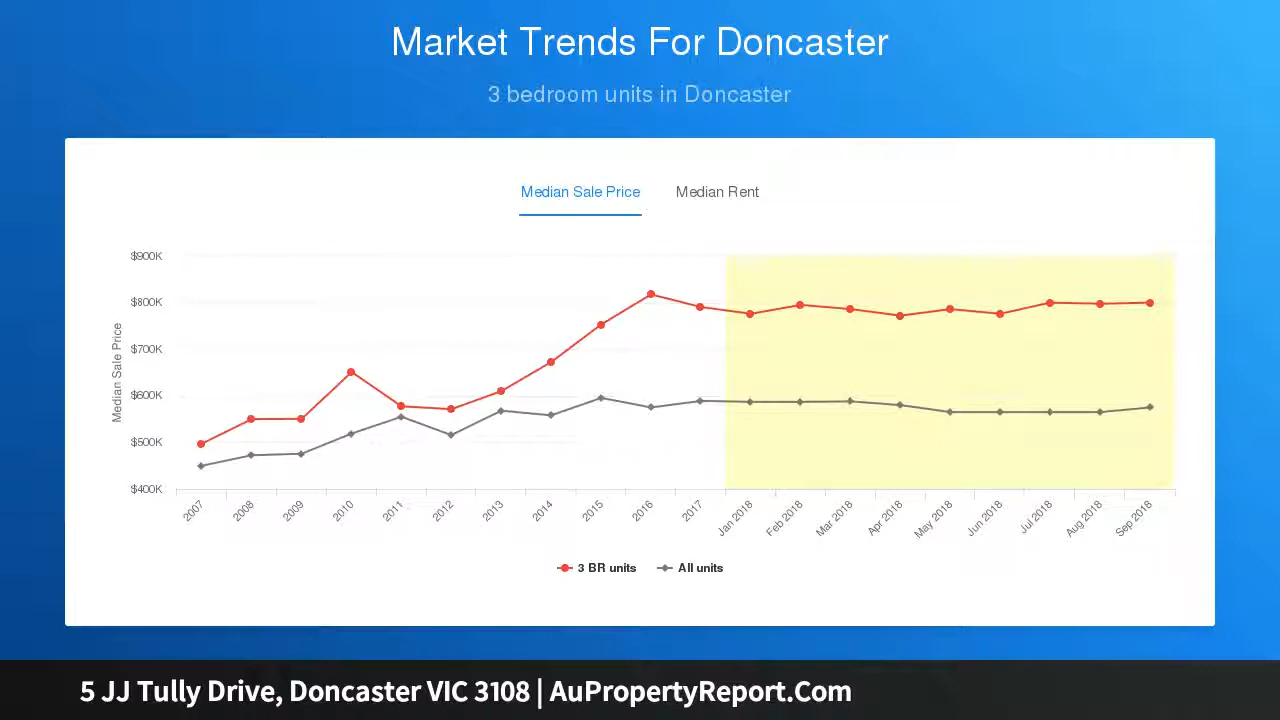 Market Trends For Doncaster
3 bedroom units in Doncaster
Median Sale Price Median Rent
Median Sale Price
$900K
$800K
$700K
$600K
$500K
$400K
2007 2008 2009 2010 2011 2012 2013 2014 2015 2016 2017 Jan 2018 Feb 2018 Mar 2018 Apr 2018 May 2018 Jun 2018 Jul 2018 Aug 2018 Sep 2018
3 BR units All units
5 JJ Tully Drive, Doncaster VIC 3108 | AuPropertyReport.Com